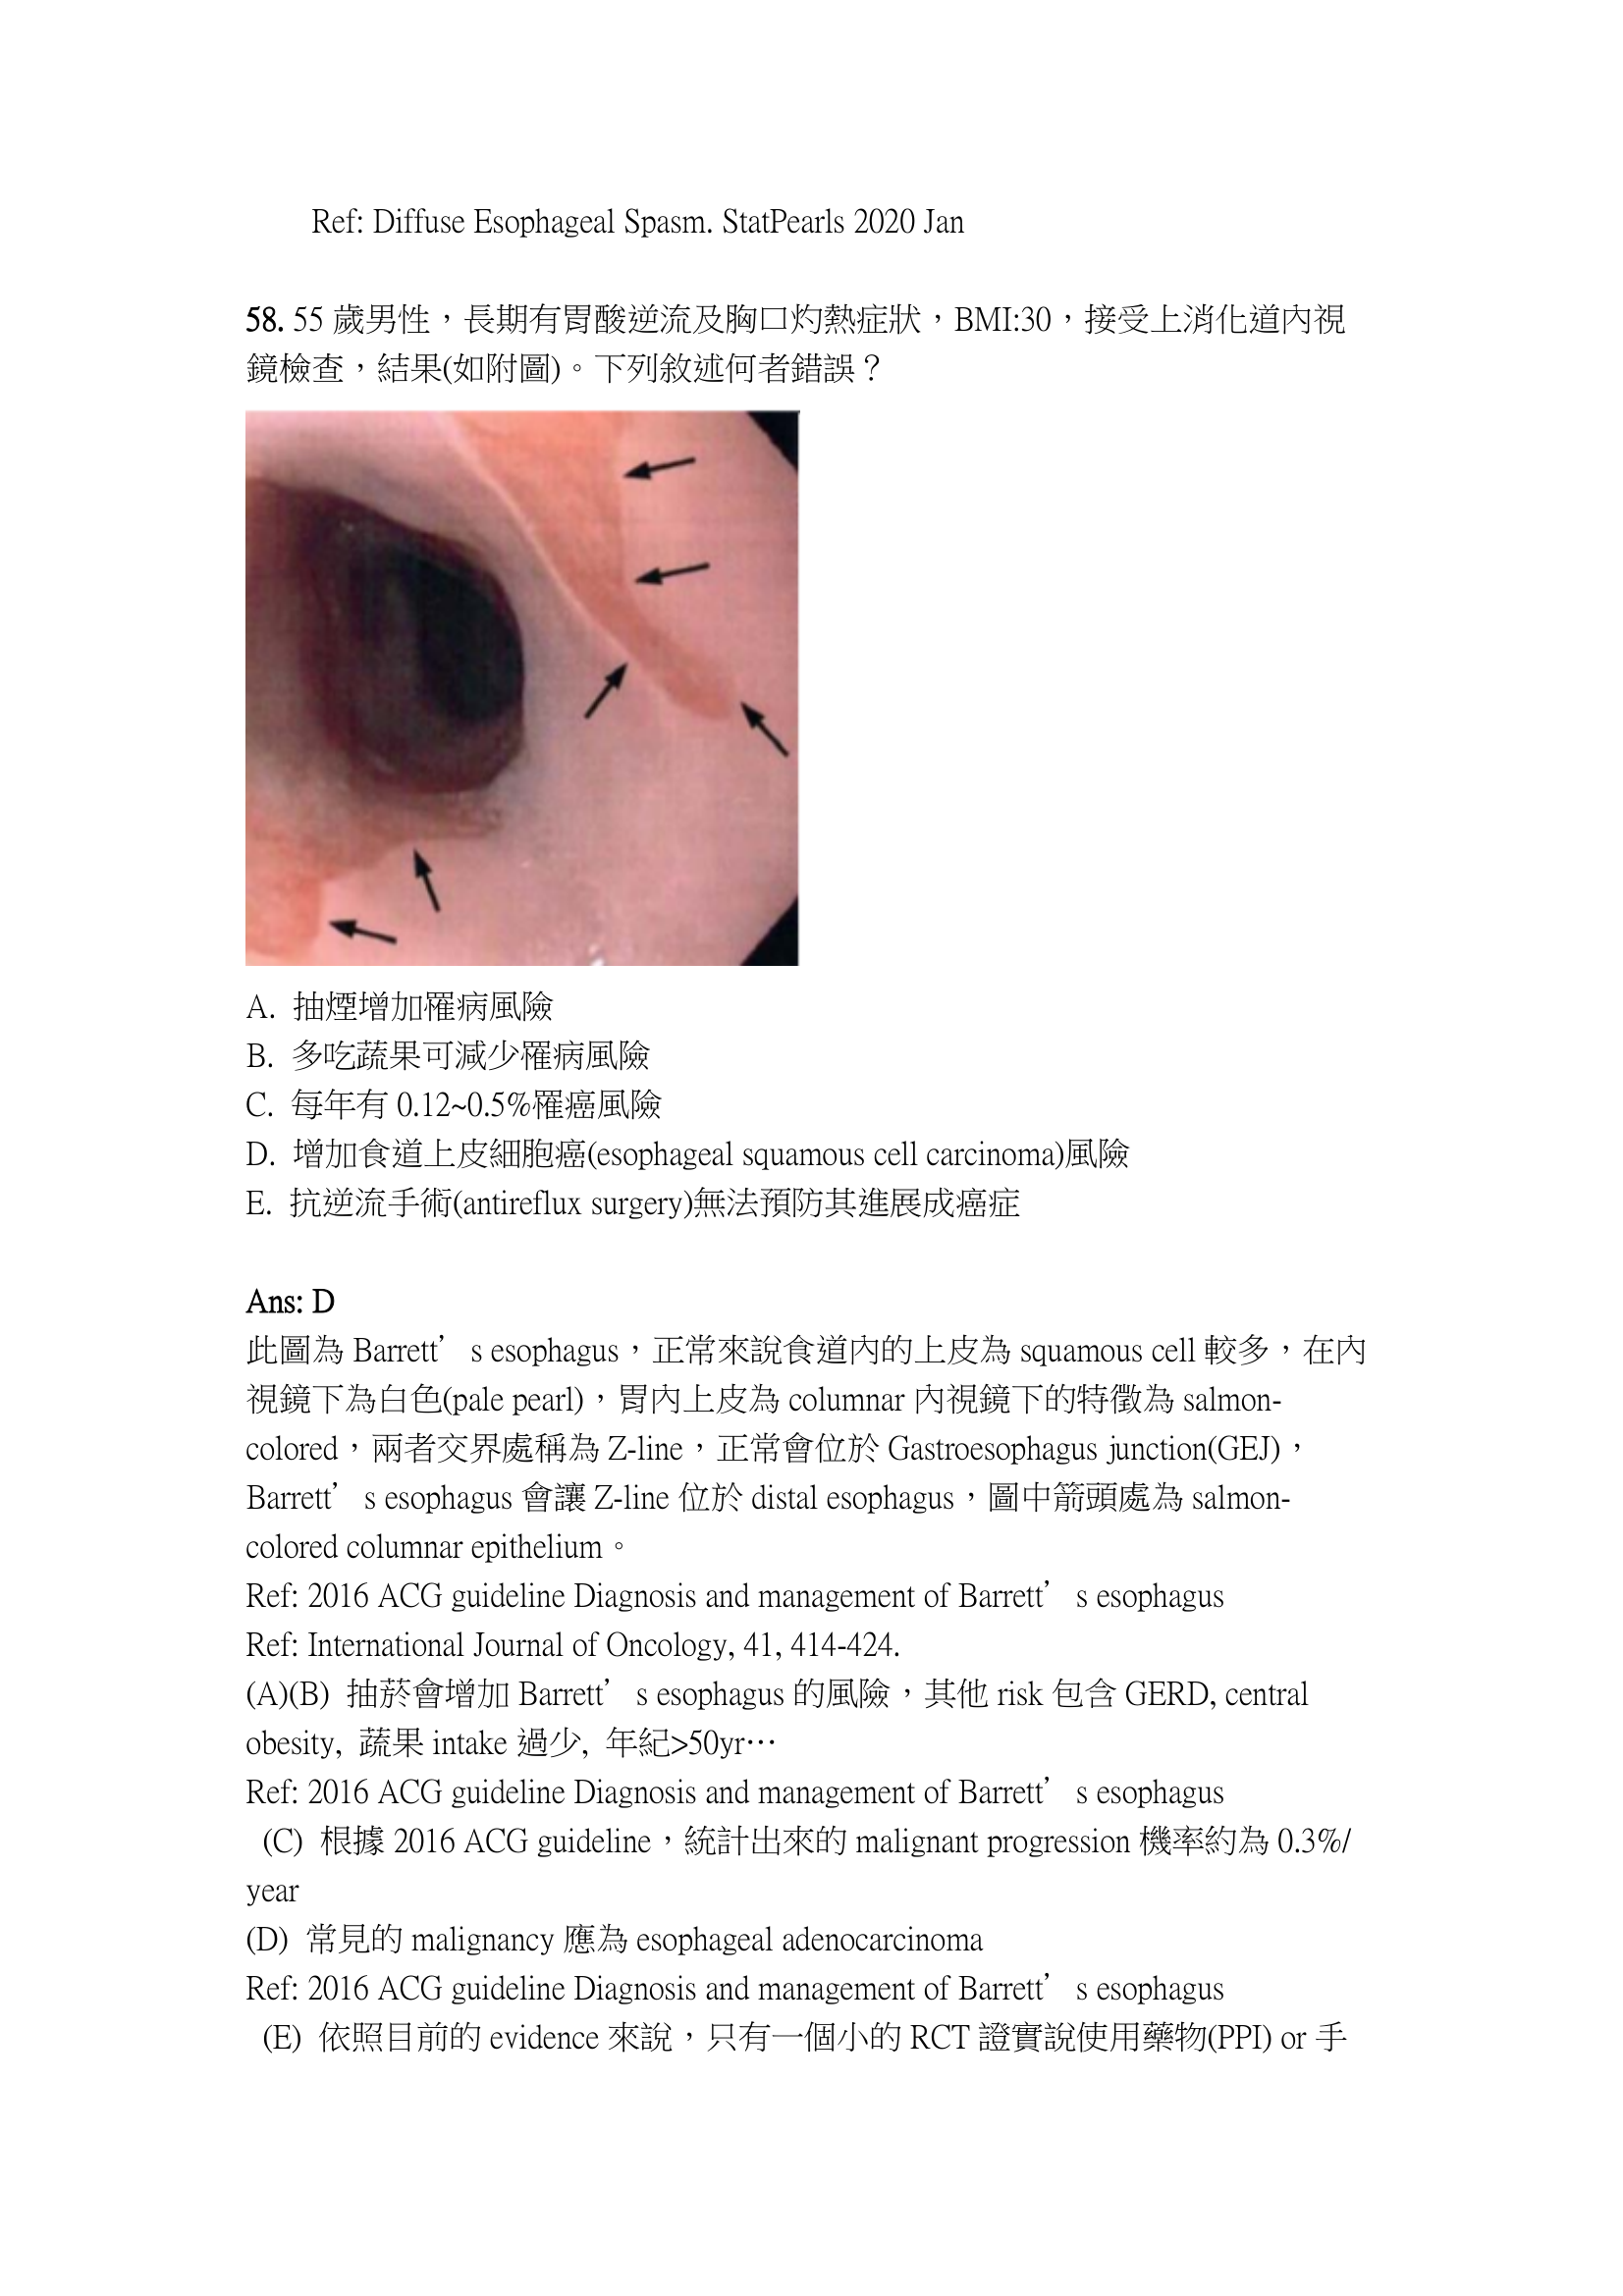 Ref: Diffuse Esophageal Spasm. StatPearls 2020 Jan
58. 55 歲男性，長期有胃酸逆流及胸口灼熱症狀，BMI:30，接受上消化道內視
鏡檢查，結果(如附圖)。下列敘述何者錯誤？
A. 抽煙增加罹病風險
B. 多吃蔬果可減少罹病風險
C. 每年有 0.12~0.5%罹癌風險
D. 增加食道上皮細胞癌(esophageal squamous cell carcinoma)風險
E. 抗逆流手術(antireflux surgery)無法預防其進展成癌症
Ans: D
此圖為 Barrett’s esophagus，正常來說食道內的上皮為 squamous cell 較多，在內
視鏡下為白色(pale pearl)，胃內上皮為 columnar 內視鏡下的特徵為 salmon-
colored，兩者交界處稱為 Z-line，正常會位於 Gastroesophagus junction(GEJ)，
Barrett’s esophagus 會讓 Z-line 位於 distal esophagus，圖中箭頭處為 salmon-
colored columnar epithelium。
Ref: 2016 ACG guideline Diagnosis and management of Barrett’s esophagus
Ref: International Journal of Oncology, 41, 414-424.
(A)(B) 抽菸會增加 Barrett’s esophagus 的風險，其他 risk 包含 GERD, central
obesity, 蔬果 intake 過少, 年紀>50yr…
Ref: 2016 ACG guideline Diagnosis and management of Barrett’s esophagus
(C) 根據 2016 ACG guideline，統計出來的 malignant progression 機率約為 0.3%/
year
(D) 常見的 malignancy 應為 esophageal adenocarcinoma
Ref: 2016 ACG guideline Diagnosis and management of Barrett’s esophagus
(E) 依照目前的 evidence 來說，只有一個小的 RCT 證實說使用藥物(PPI) or 手